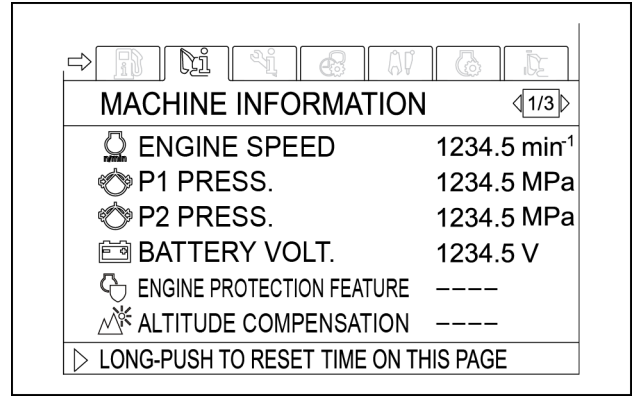 MACHINE INFORMATION 1/3
n/min ENGINE SPEED 1234.5 min⁻¹
P1 PRESS. 1234.5 MPa
P2 PRESS. 1234.5 MPa
BATTERY VOLT. 1234.5 V
ENGINE PROTECTION FEATURE ––––
ALTITUDE COMPENSATION ––––
LONG-PUSH TO RESET TIME ON THIS PAGE